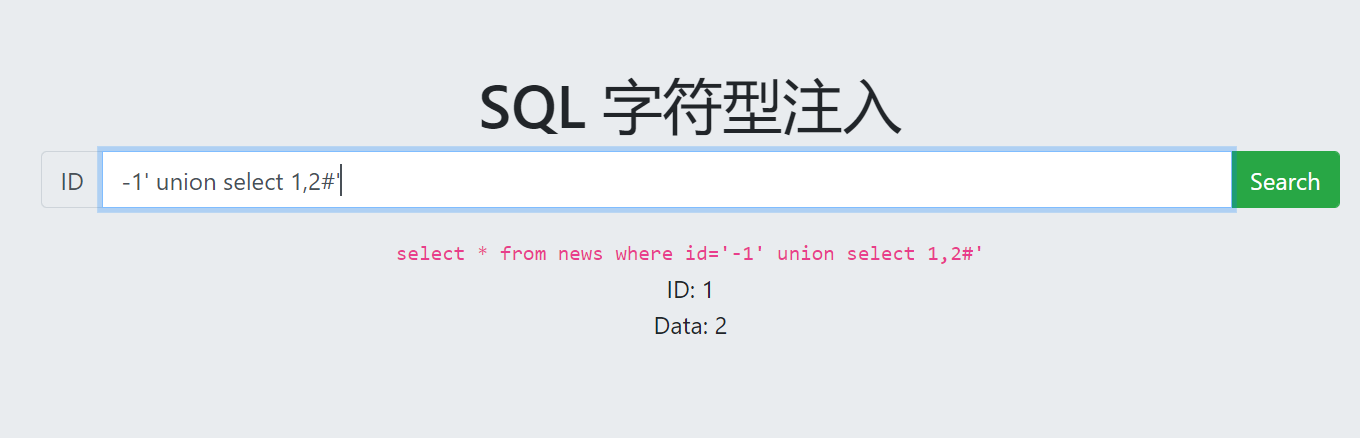 SQL 字符型注入
ID -1' union select 1,2#' Search
select * from news where id='-1' union select 1,2#'
ID: 1
Data: 2